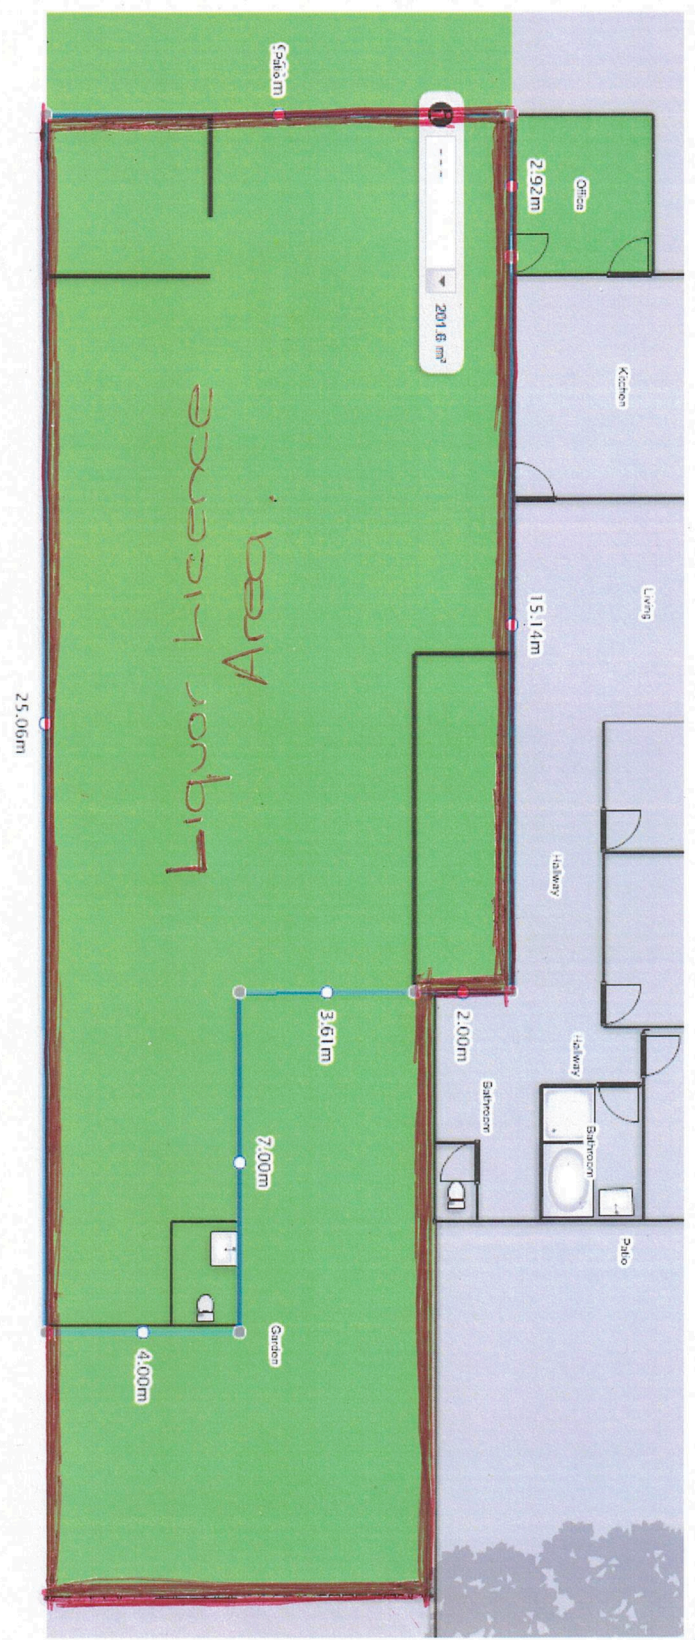 Patio
Office
2.92m
---
201.6 m²
Kitchen
Liquor Licence
Area.
Living
15.14m
25.06m
Hallway
3.61m
2.00m
Hallway
Bathroom
Bathroom
7.00m
Patio
Garden
4.00m